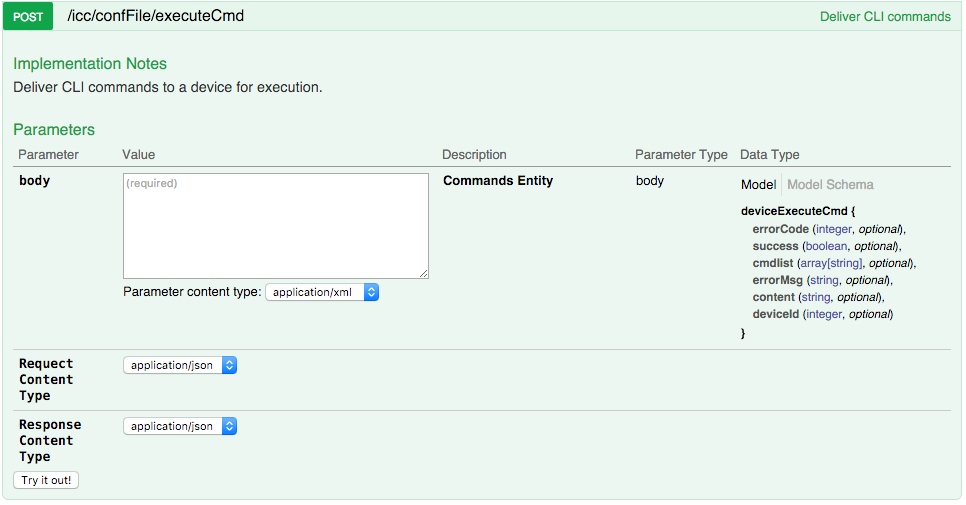 POST /icc/confFile/executeCmd Deliver CLI commands
Implementation Notes
Deliver CLI commands to a device for execution.
Parameters
Parameter Value Description Parameter Type Data Type
body (required) Commands Entity body Model Model Schema
deviceExecuteCmd {
errorCode (integer, optional),
success (boolean, optional),
cmdlist (array[string], optional),
errorMsg (string, optional),
content (string, optional),
deviceId (integer, optional)
}
Parameter content type: application/xml
Requect Content Type application/json
Response Content Type application/json
Try it out!